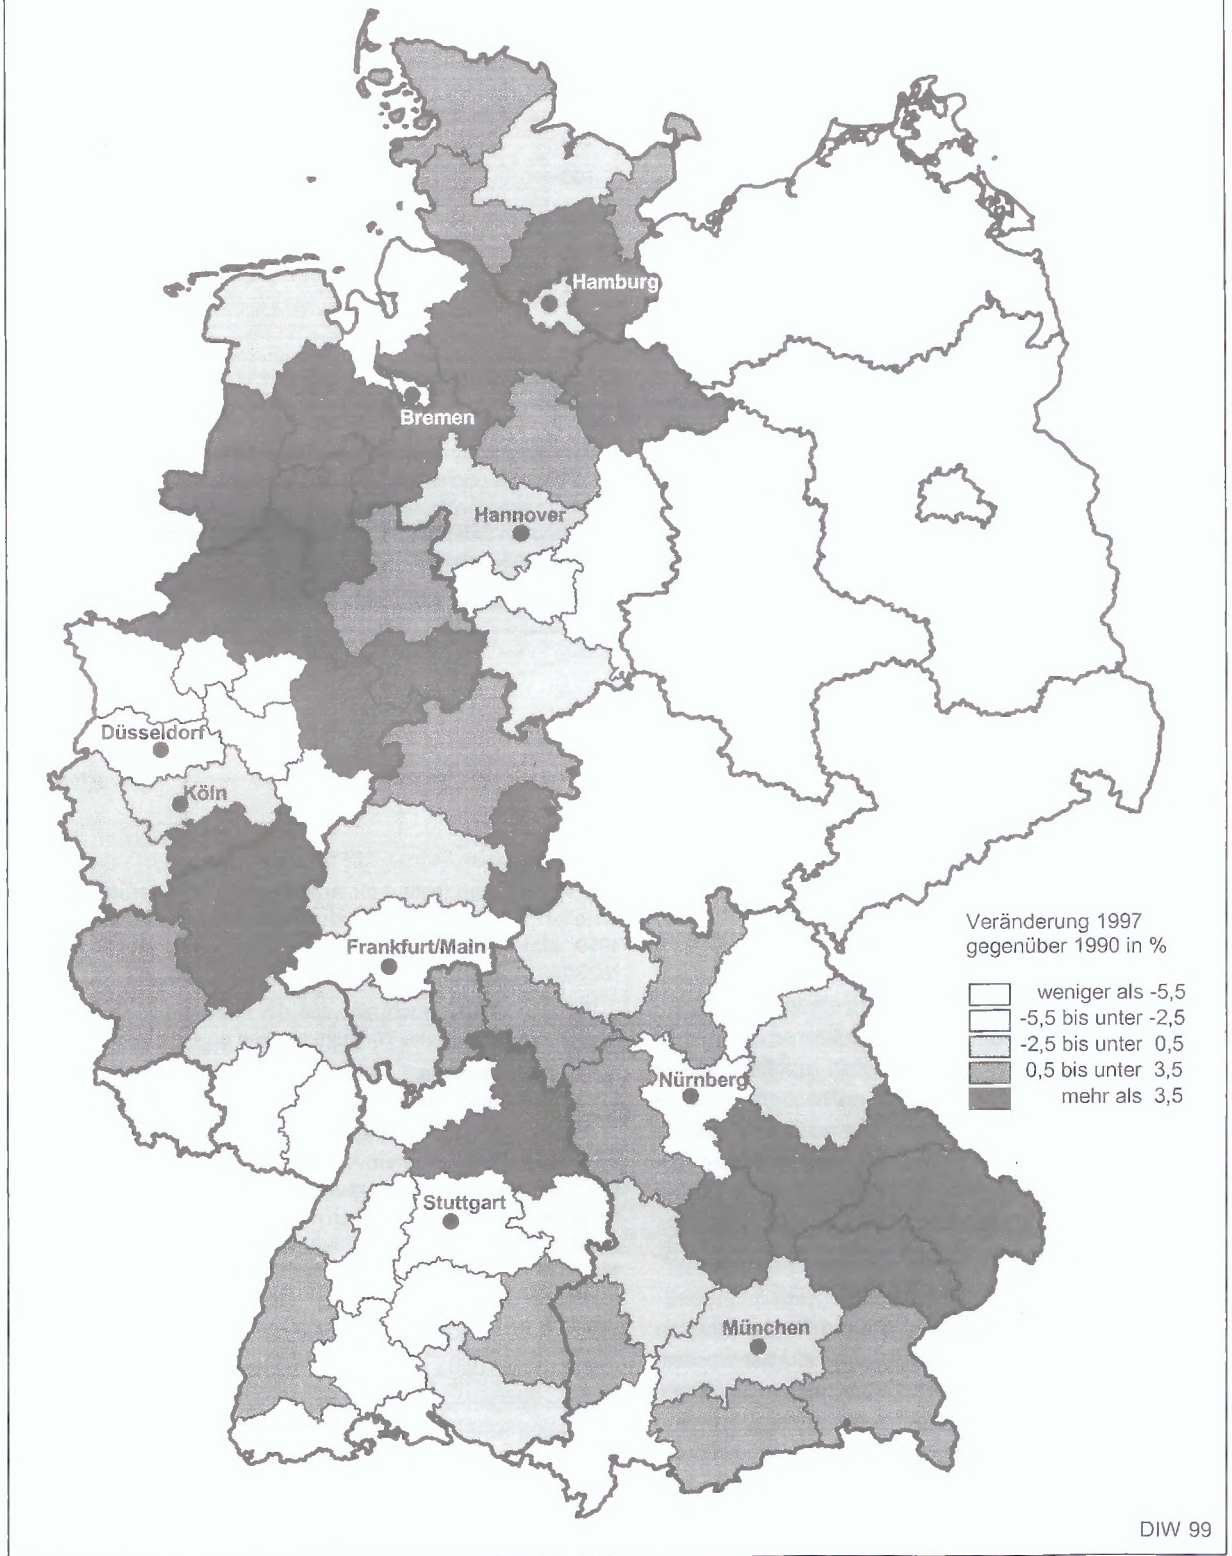 Hamburg
Bremen
Hannover
Düsseldorf
Köln
Frankfurt/Main
Veränderung 1997
gegenüber 1990 in %
weniger als -5,5
-5,5 bis unter -2,5
-2,5 bis unter 0,5
0,5 bis unter 3,5
mehr als 3,5
Nürnberg
Stuttgart
München
DIW 99